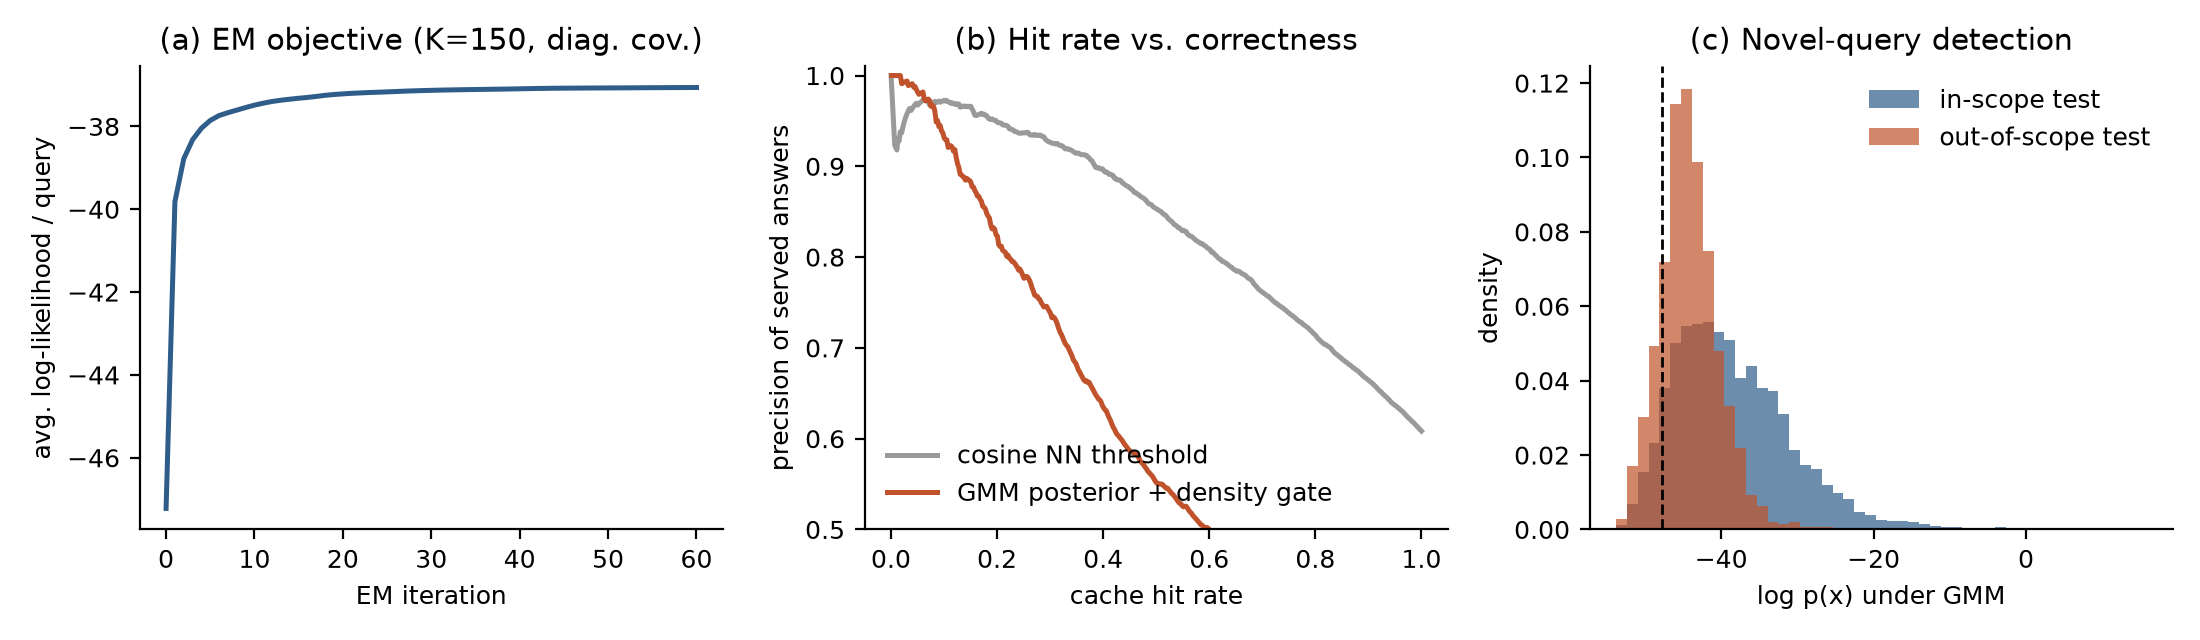 (a) EM objective (K=150, diag. cov.)
avg. log-likelihood / query
−38
−40
−42
−44
−46
0 10 20 30 40 50 60
EM iteration
(b) Hit rate vs. correctness
precision of served answers
1.0
0.9
0.8
0.7
0.6
0.5
cosine NN threshold
GMM posterior + density gate
0.0 0.2 0.4 0.6 0.8 1.0
cache hit rate
(c) Novel-query detection
density
0.12
0.10
0.08
0.06
0.04
0.02
0.00
in-scope test
out-of-scope test
−40 −20 0
log p(x) under GMM